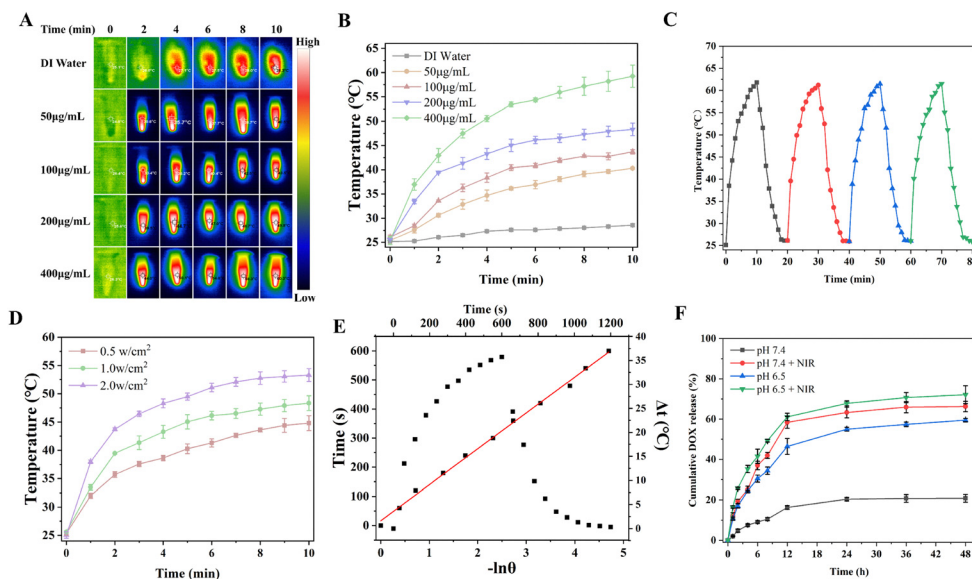 A
Time (min) 0 2 4 6 8 10
High
DI Water
50μg/mL
100μg/mL
200μg/mL
400μg/mL
Low
B
Temperature (°C)
65
60
55
50
45
40
35
30
25
DI Water
50μg/mL
100μg/mL
200μg/mL
400μg/mL
0 2 4 6 8 10
Time (min)
C
Temperature (°C)
70
65
60
55
50
45
40
35
30
25
0 10 20 30 40 50 60 70 80
Time (min)
D
Temperature (°C)
60
55
50
45
40
35
30
25
0.5 w/cm²
1.0w/cm²
2.0w/cm²
0 2 4 6 8 10
Time (min)
E
Time (s)
0 200 400 600 800 1000 1200
Time (s)
600
500
400
300
200
100
0
Δt (°C)
40
35
30
25
20
15
10
5
0
0 1 2 3 4 5
-lnθ
F
Cumulative DOX release (%)
100
80
60
40
20
0
pH 7.4
pH 7.4 + NIR
pH 6.5
pH 6.5 + NIR
0 6 12 18 24 30 36 42 48
Time (h)